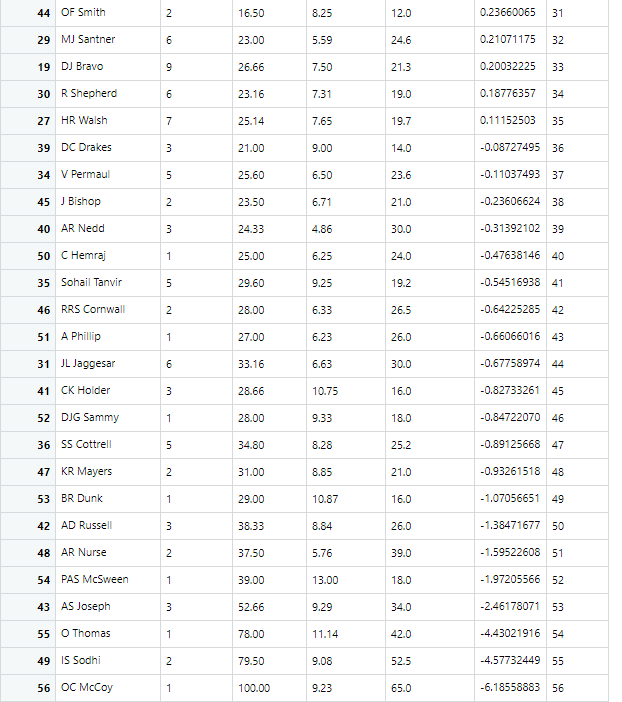 44 OF Smith 2 16.50 8.25 12.0 0.23660065 31
29 MJ Santner 6 23.00 5.59 24.6 0.21071175 32
19 DJ Bravo 9 26.66 7.50 21.3 0.20032225 33
30 R Shepherd 6 23.16 7.31 19.0 0.18776357 34
27 HR Walsh 7 25.14 7.65 19.7 0.11152503 35
39 DC Drakes 3 21.00 9.00 14.0 -0.08727495 36
34 V Permaul 5 25.60 6.50 23.6 -0.11037493 37
45 J Bishop 2 23.50 6.71 21.0 -0.23606624 38
40 AR Nedd 3 24.33 4.86 30.0 -0.31392102 39
50 C Hemraj 1 25.00 6.25 24.0 -0.47638146 40
35 Sohail Tanvir 5 29.60 9.25 19.2 -0.54516938 41
46 RRS Cornwall 2 28.00 6.33 26.5 -0.64225285 42
51 A Phillip 1 27.00 6.23 26.0 -0.66066016 43
31 JL Jaggesar 6 33.16 6.63 30.0 -0.67758974 44
41 CK Holder 3 28.66 10.75 16.0 -0.82733261 45
52 DJG Sammy 1 28.00 9.33 18.0 -0.84722070 46
36 SS Cottrell 5 34.80 8.28 25.2 -0.89125668 47
47 KR Mayers 2 31.00 8.85 21.0 -0.93261518 48
53 BR Dunk 1 29.00 10.87 16.0 -1.07056651 49
42 AD Russell 3 38.33 8.84 26.0 -1.38471677 50
48 AR Nurse 2 37.50 5.76 39.0 -1.59522608 51
54 PAS McSween 1 39.00 13.00 18.0 -1.97205566 52
43 AS Joseph 3 52.66 9.29 34.0 -2.46178071 53
55 O Thomas 1 78.00 11.14 42.0 -4.43021916 54
49 IS Sodhi 2 79.50 9.08 52.5 -4.57732449 55
56 OC McCoy 1 100.00 9.23 65.0 -6.18558883 56